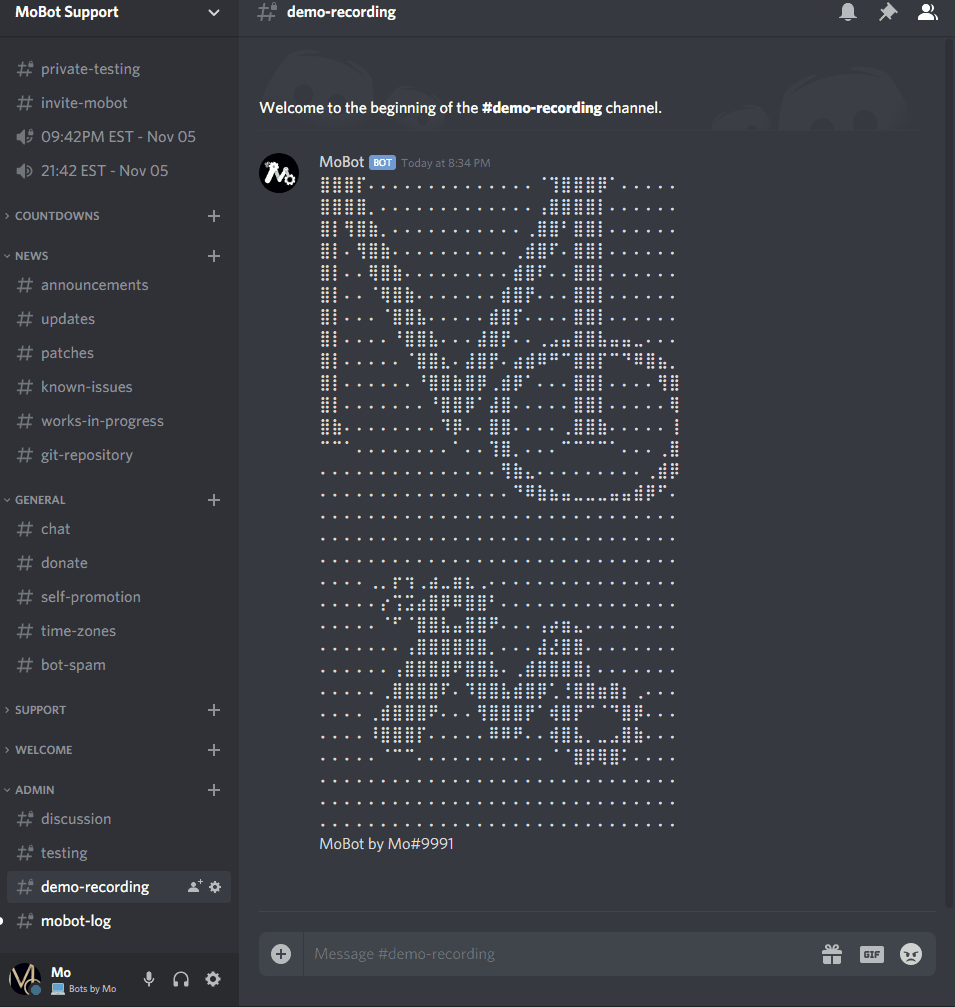 MoBot Support
private-testing
invite-mobot
09:42PM EST - Nov 05
21:42 EST - Nov 05
COUNTDOWNS
NEWS
announcements
updates
patches
known-issues
works-in-progress
git-repository
GENERAL
chat
donate
self-promotion
time-zones
bot-spam
SUPPORT
WELCOME
ADMIN
discussion
testing
demo-recording
mobot-log
Mo
Bots by Mo
demo-recording
Welcome to the beginning of the #demo-recording channel.
MoBot BOT Today at 8:34 PM
MoBot by Mo#9991
Message #demo-recording
GIF